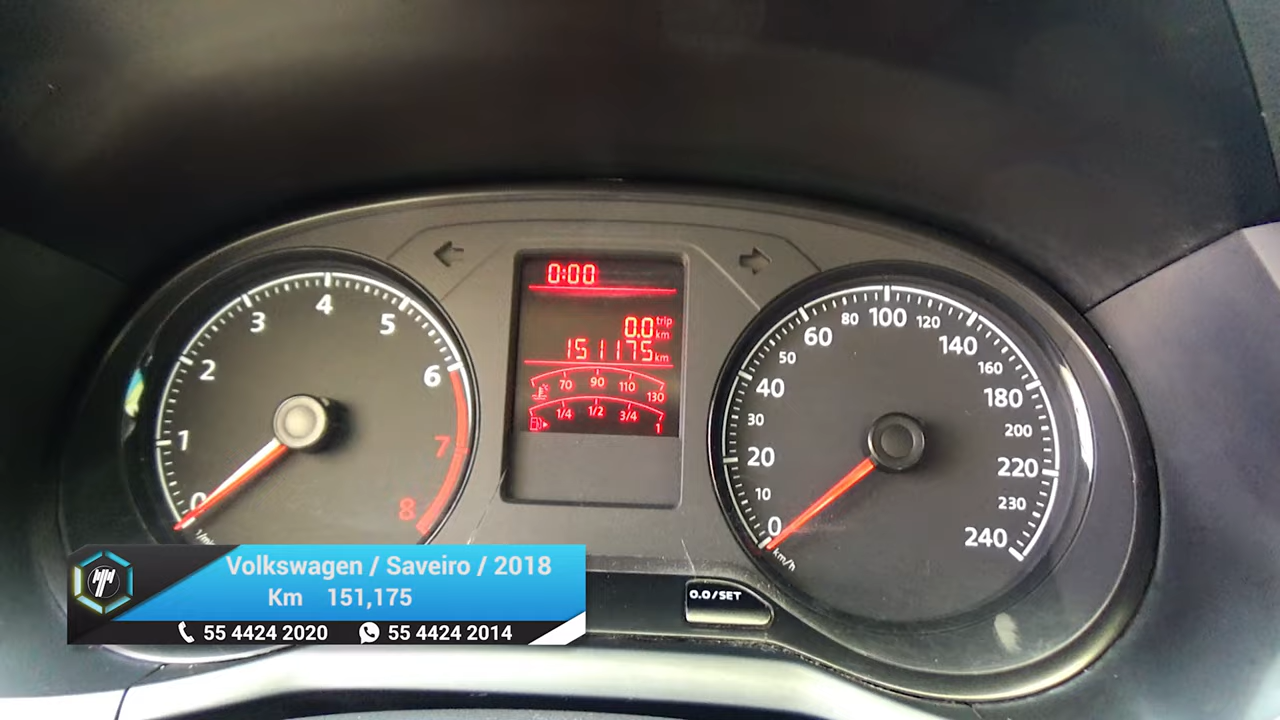 0:00
0.0 trip km
151175 km
70 90 110 130
1/4 1/2 3/4 1
0 1 2 3 4 5 6 7 8
0 10 20 30 40 50 60 80 100 120 140 160 180 200 220 230 240
km/h
0.0/SET
Volkswagen / Saveiro / 2018
Km 151,175
55 4424 2020 55 4424 2014